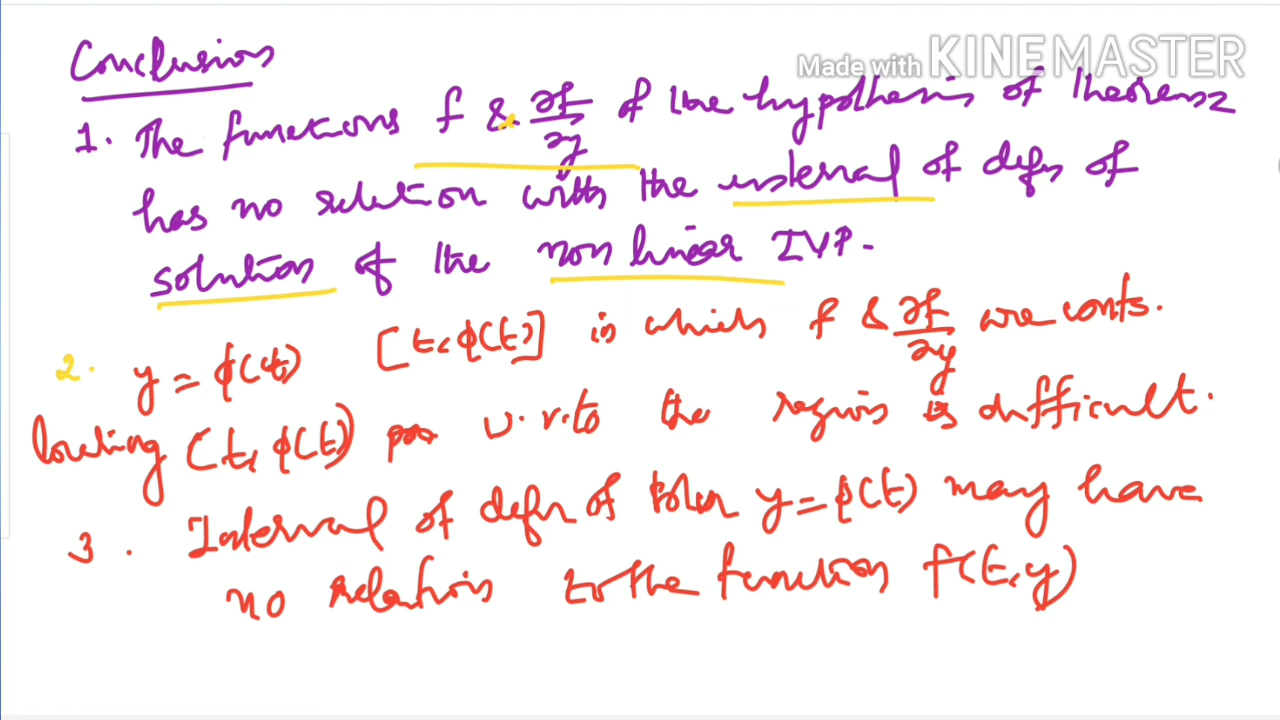 Made with KINEMASTER
Conclusion
1. The functions f & ∂f/∂y of the hypothesis of theorem 2
has no relation with the interval of defn of
solution of the non linear IVP.
2. y = φ(t) [t, φ(t)] in which f & ∂f/∂y are conts.
locating (t, φ(t)) w.r.to the region is difficult.
3. Interval of defn of soln y = φ(t) may have
no relation to the function f(t, y)